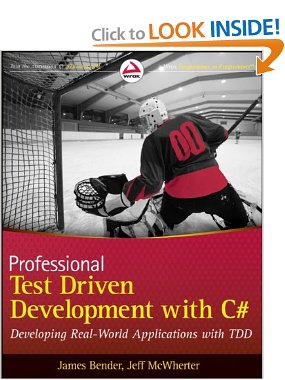 Click to
LOOK INSIDE!
wrox
00
Professional
Test Driven
Development with C#
Developing Real-World Applications with TDD
James Bender, Jeff McWherter